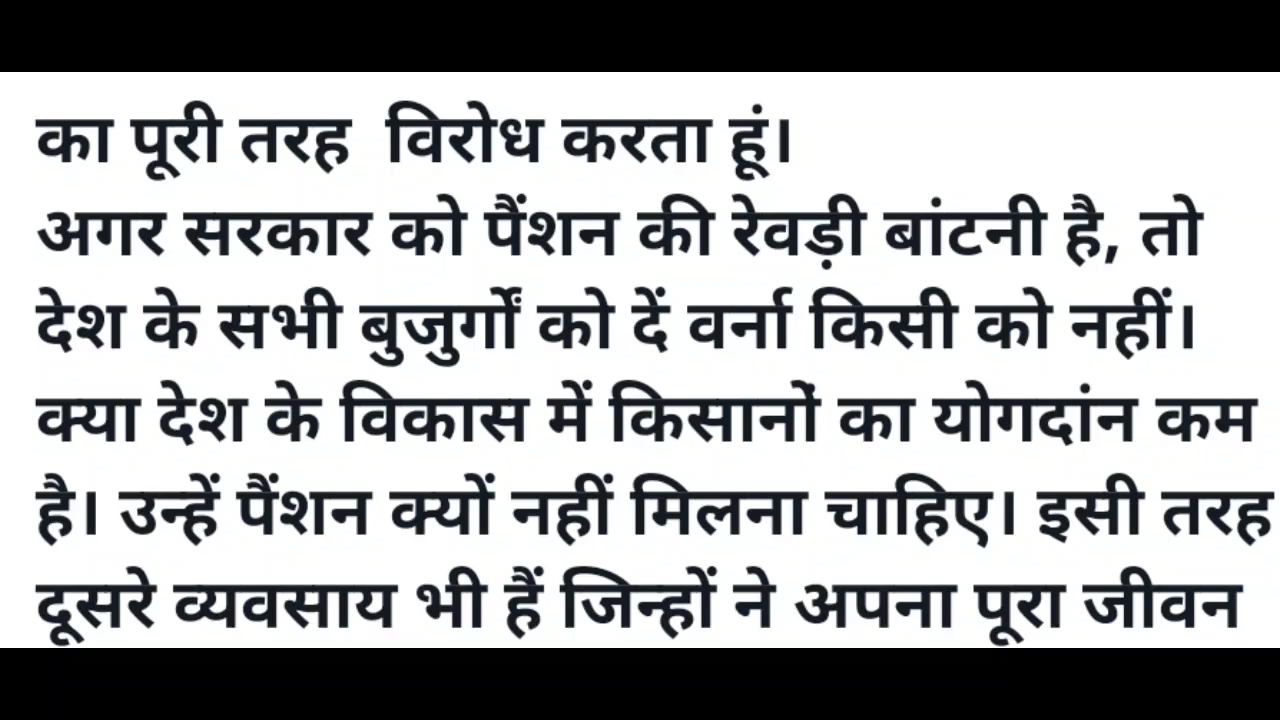 का पूरी तरह  विरोध करता हूं।
अगर सरकार को पैंशन की रेवड़ी बांटनी है, तो
देश के सभी बुजुर्गों को दें वर्ना किसी को नहीं।
क्या देश के विकास में किसानों का योगदांन कम
है। उन्हें पैंशन क्यों नहीं मिलना चाहिए। इसी तरह
दूसरे व्यवसाय भी हैं जिन्हों ने अपना पूरा जीवन